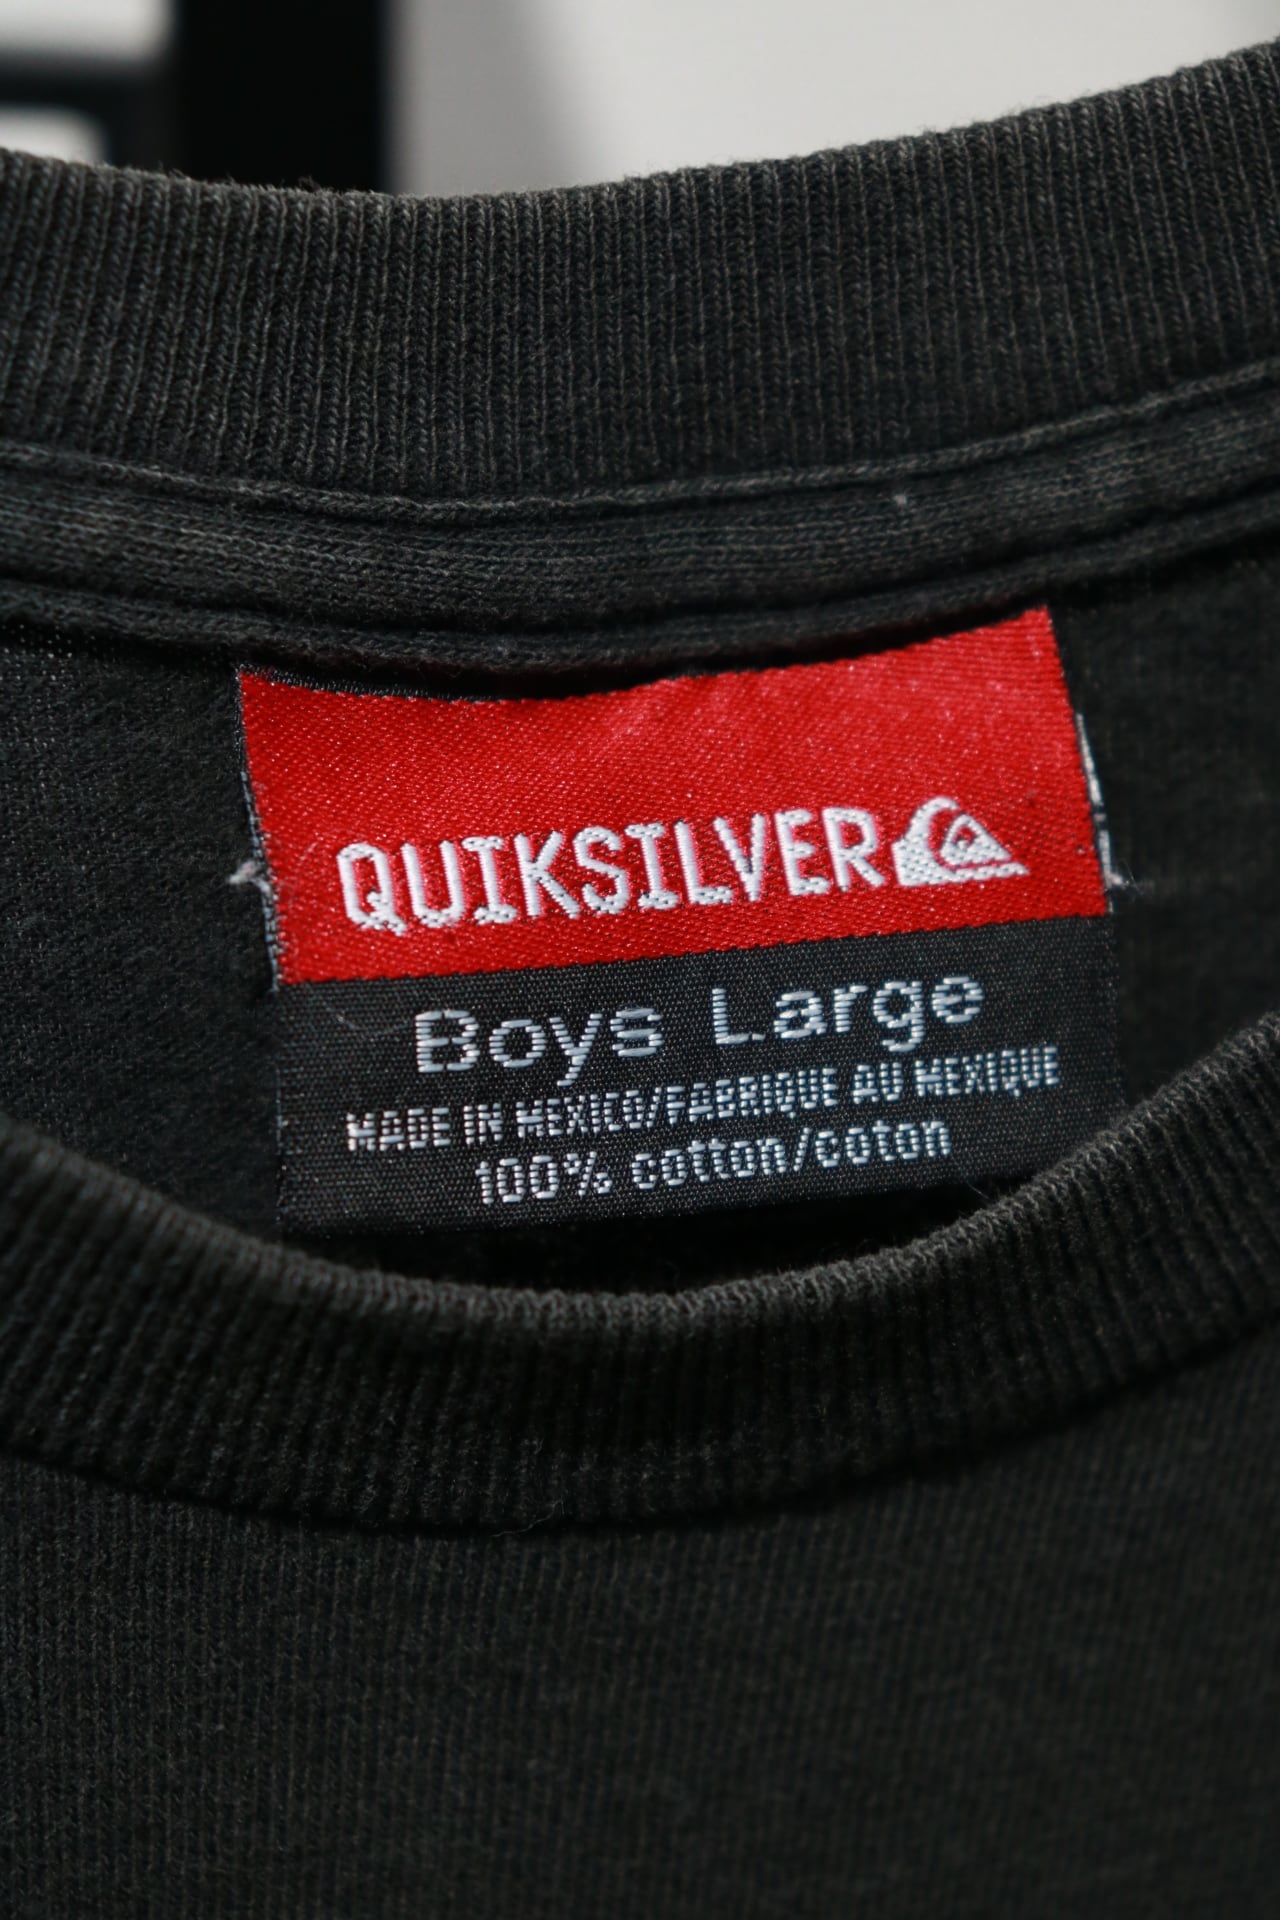 QUIKSILVER
Boys Large
MADE IN MEXICO/FABRIQUE AU MEXIQUE
100% cotton/coton